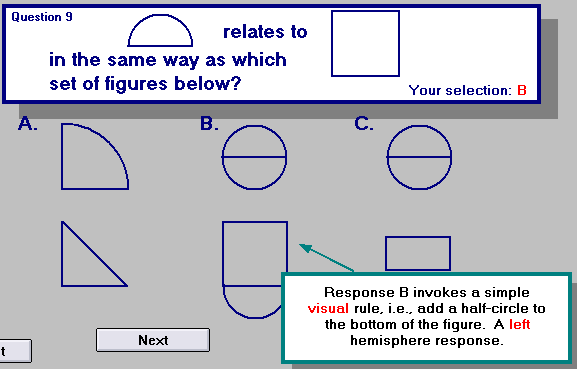 Question 9
relates to
in the same way as which
set of figures below?
Your selection: B
A.
B.
C.
Response B invokes a simple
visual rule, i.e., add a half-circle to
the bottom of the figure. A left
hemisphere response.
Next
t